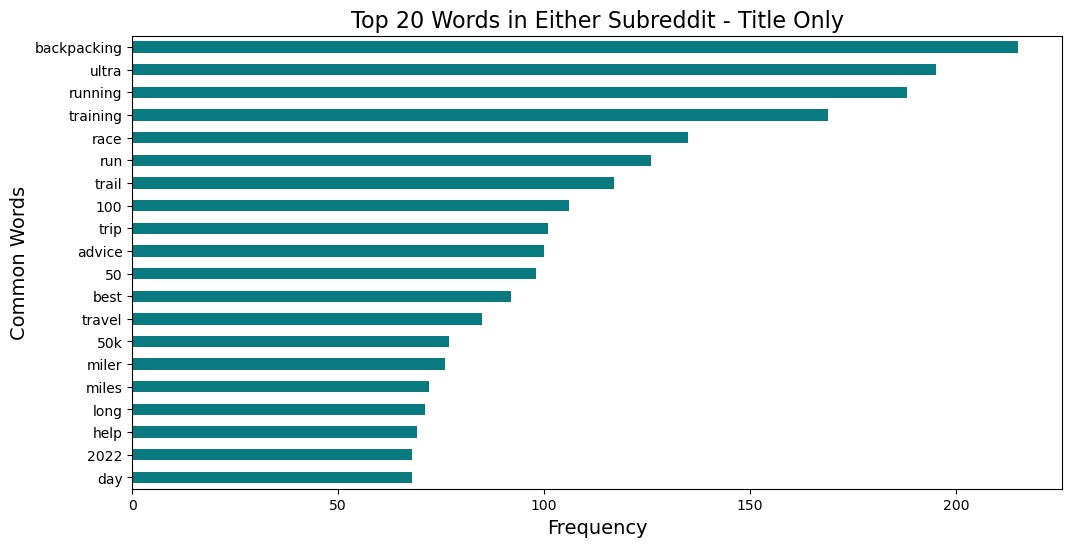 Top 20 Words in Either Subreddit - Title Only
Common Words
backpacking
ultra
running
training
race
run
trail
100
trip
advice
50
best
travel
50k
miler
miles
long
help
2022
day
0 50 100 150 200
Frequency